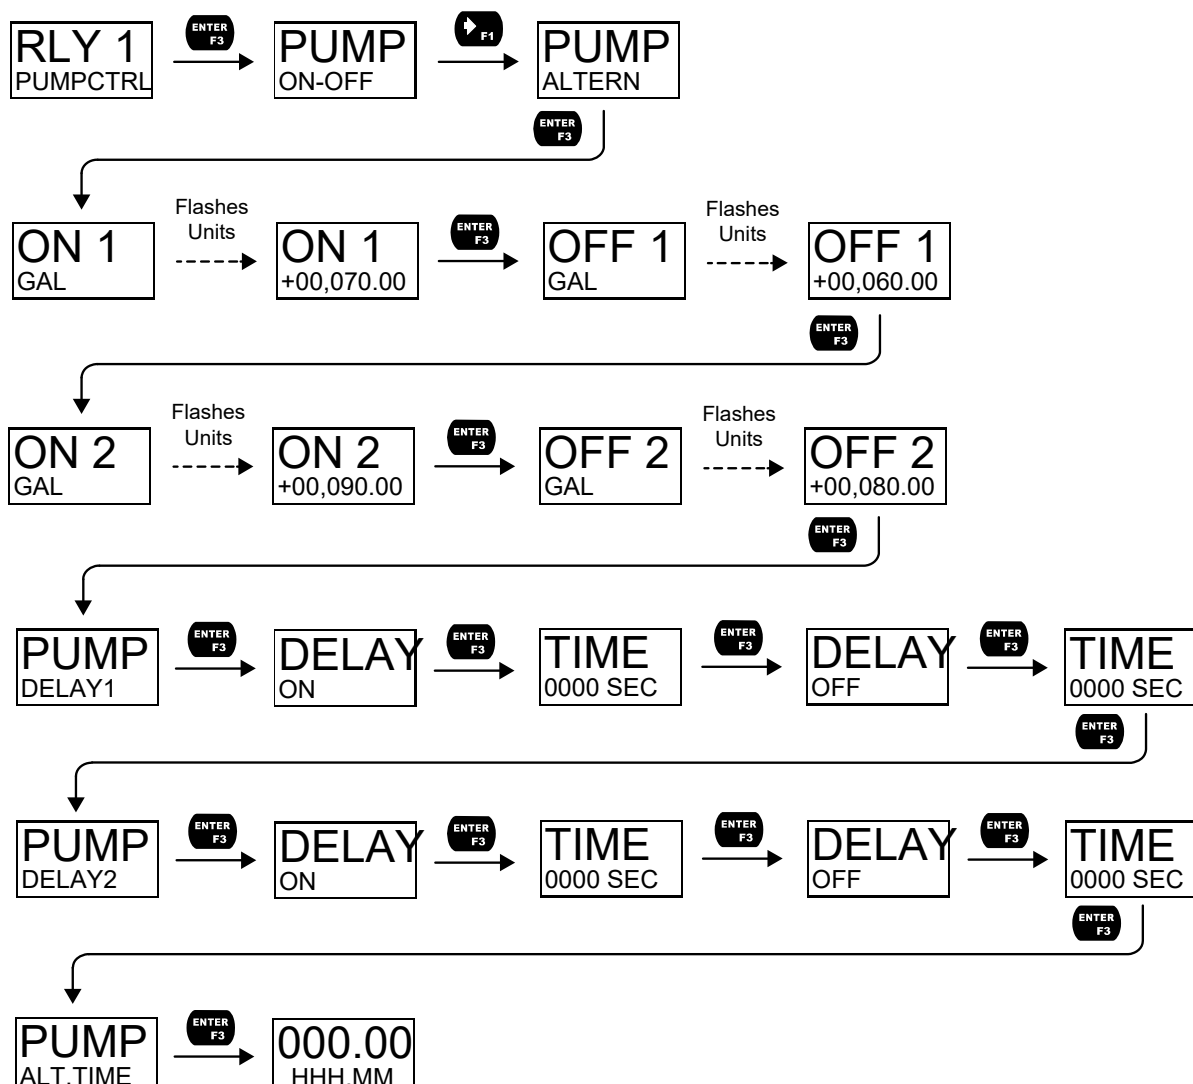 RLY 1
PUMPCTRL
ENTER
F3
PUMP
ON-OFF
F1
PUMP
ALTERN
ENTER
F3
ON 1
GAL
Flashes
Units
ON 1
+00,070.00
ENTER
F3
OFF 1
GAL
Flashes
Units
OFF 1
+00,060.00
ENTER
F3
ON 2
GAL
Flashes
Units
ON 2
+00,090.00
ENTER
F3
OFF 2
GAL
Flashes
Units
OFF 2
+00,080.00
ENTER
F3
PUMP
DELAY1
ENTER
F3
DELAY
ON
ENTER
F3
TIME
0000 SEC
ENTER
F3
DELAY
OFF
ENTER
F3
TIME
0000 SEC
ENTER
F3
PUMP
DELAY2
ENTER
F3
DELAY
ON
ENTER
F3
TIME
0000 SEC
ENTER
F3
DELAY
OFF
ENTER
F3
TIME
0000 SEC
ENTER
F3
PUMP
ALT.TIME
ENTER
F3
000.00
HHH.MM